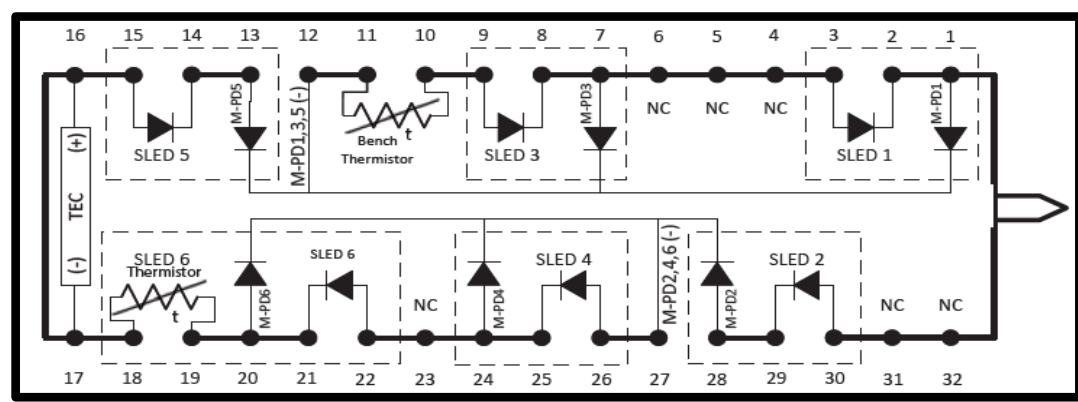 16 15 14 13 12 11 10 9 8 7 6 5 4 3 2 1
M-PD5
M-PD1,3,5 (-)
M-PD3
M-PD1
NC NC NC
(+)
TEC
(-)
SLED 5
t
Bench
Thermistor
SLED 3
SLED 1
SLED 6
Thermistor
t
M-PD6
SLED 6
NC
M-PD4
SLED 4
M-PD2,4,6 (-)
M-PD2
SLED 2
NC NC
17 18 19 20 21 22 23 24 25 26 27 28 29 30 31 32